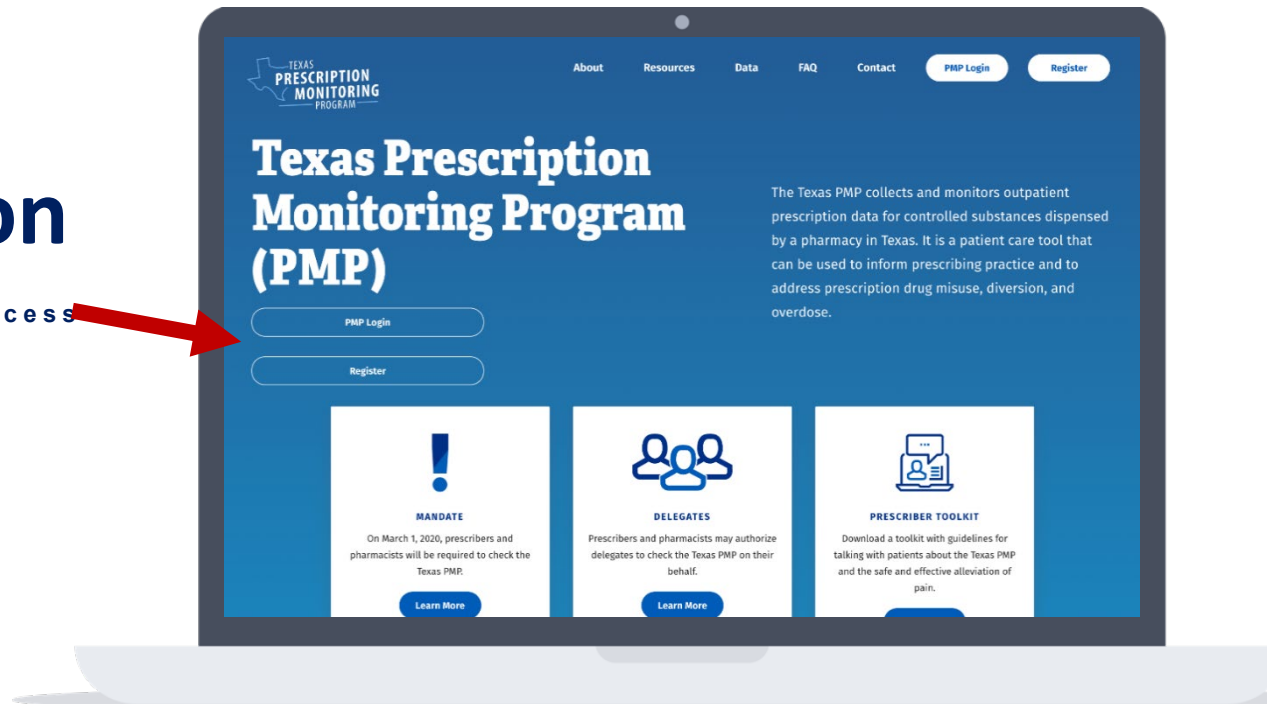 on
cess
TEXAS
PRESCRIPTION
MONITORING
PROGRAM
About Resources Data FAQ Contact PMP Login Register
Texas Prescription
Monitoring Program
(PMP)
PMP Login
Register
The Texas PMP collects and monitors outpatient
prescription data for controlled substances dispensed
by a pharmacy in Texas. It is a patient care tool that
can be used to inform prescribing practice and to
address prescription drug misuse, diversion, and
overdose.
MANDATE
On March 1, 2020, prescribers and
pharmacists will be required to check the
Texas PMP.
Learn More
DELEGATES
Prescribers and pharmacists may authorize
delegates to check the Texas PMP on their
behalf.
Learn More
PRESCRIBER TOOLKIT
Download a toolkit with guidelines for
talking with patients about the Texas PMP
and the safe and effective alleviation of
pain.